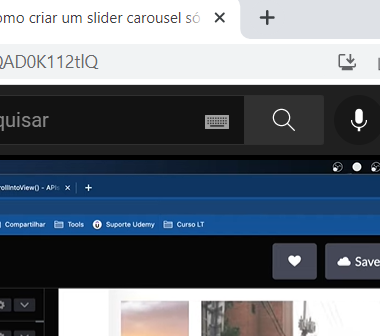 omo criar um slider carousel só
QAD0K112tlQ
quisar
rollIntoView() - APIs
Compartilhar Tools Suporte Udemy Curso LT
Save